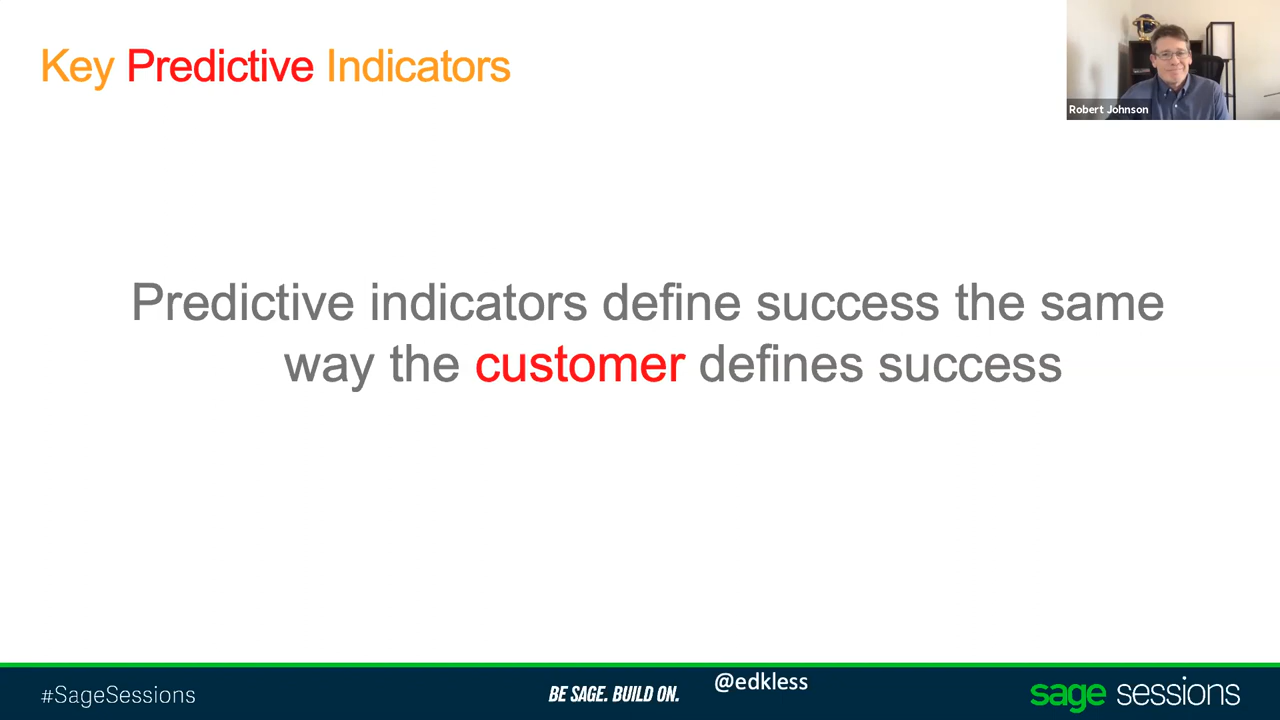 Key Predictive Indicators
Robert Johnson
Predictive indicators define success the same
way the customer defines success
#SageSessions
BE SAGE. BUILD ON.
@edkless
sage sessions